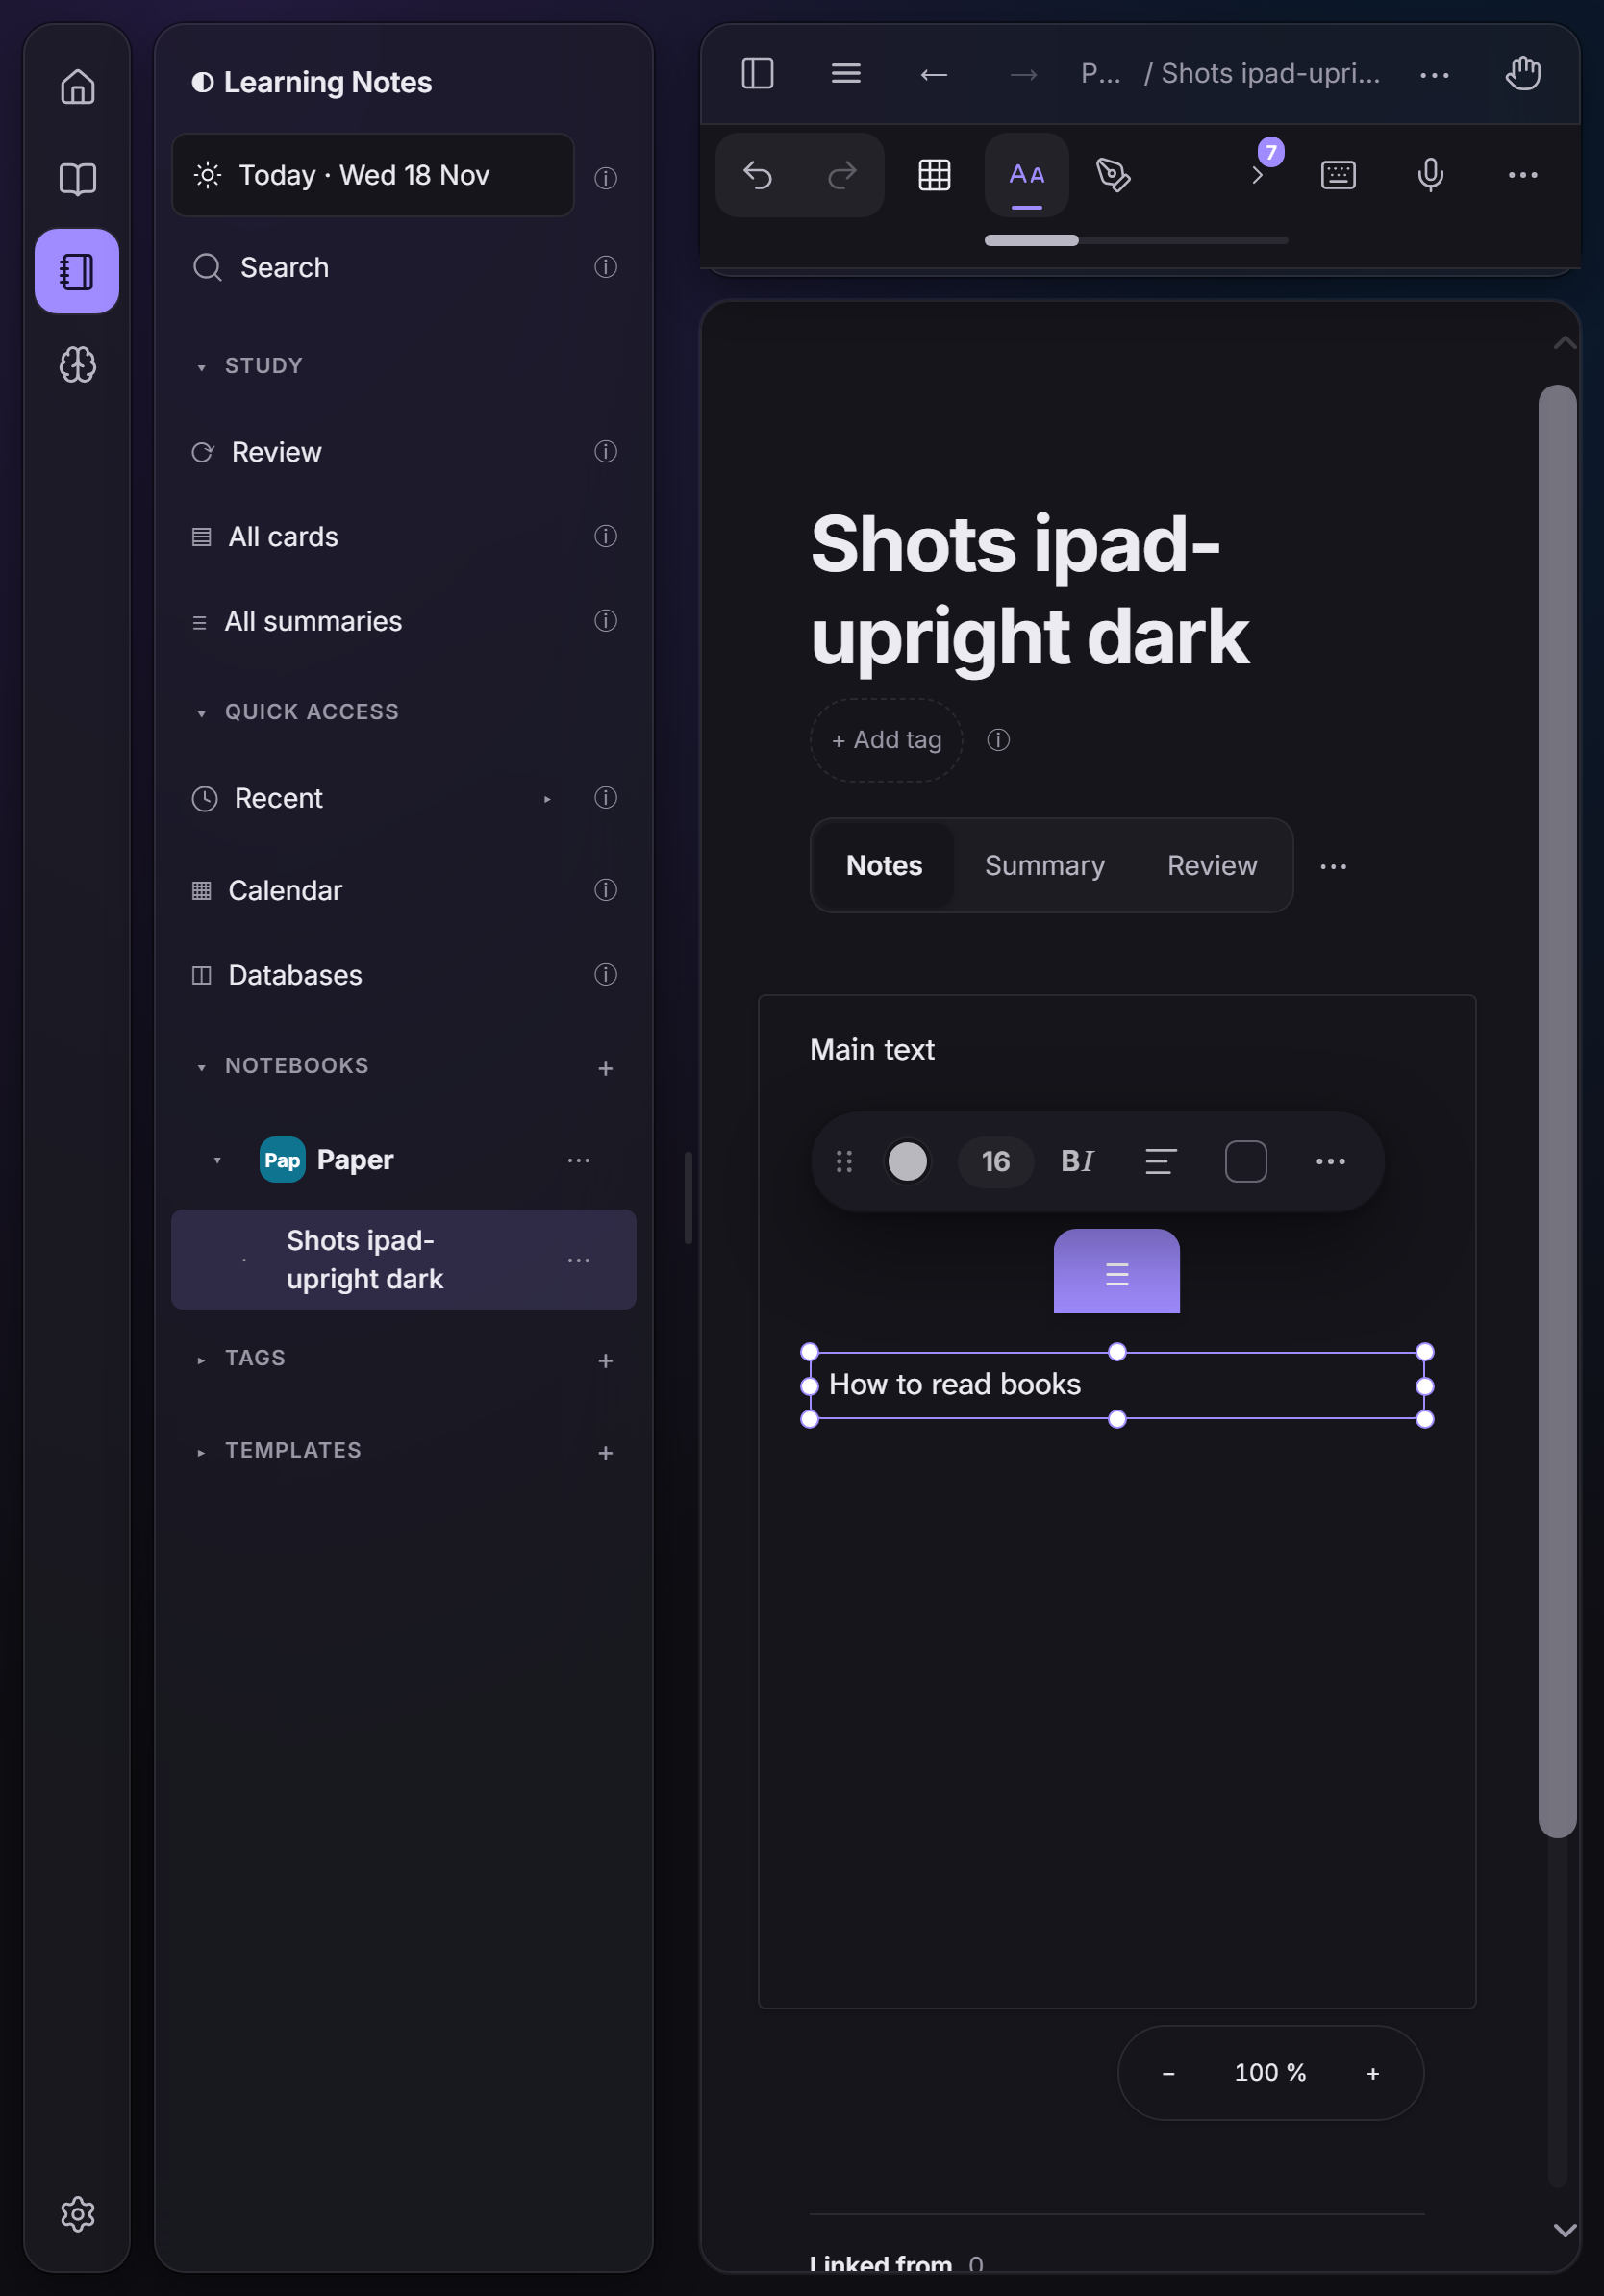 Learning Notes
Today · Wed 18 Nov
Search
STUDY
Review
All cards
All summaries
QUICK ACCESS
Recent
Calendar
Databases
NOTEBOOKS
Pap Paper
Shots ipad-
upright dark
TAGS
TEMPLATES
P... / Shots ipad-upri...
AA
7
Shots ipad-
upright dark
+ Add tag
Notes Summary Review
Main text
16 BI
How to read books
− 100 % +
Linked from 0